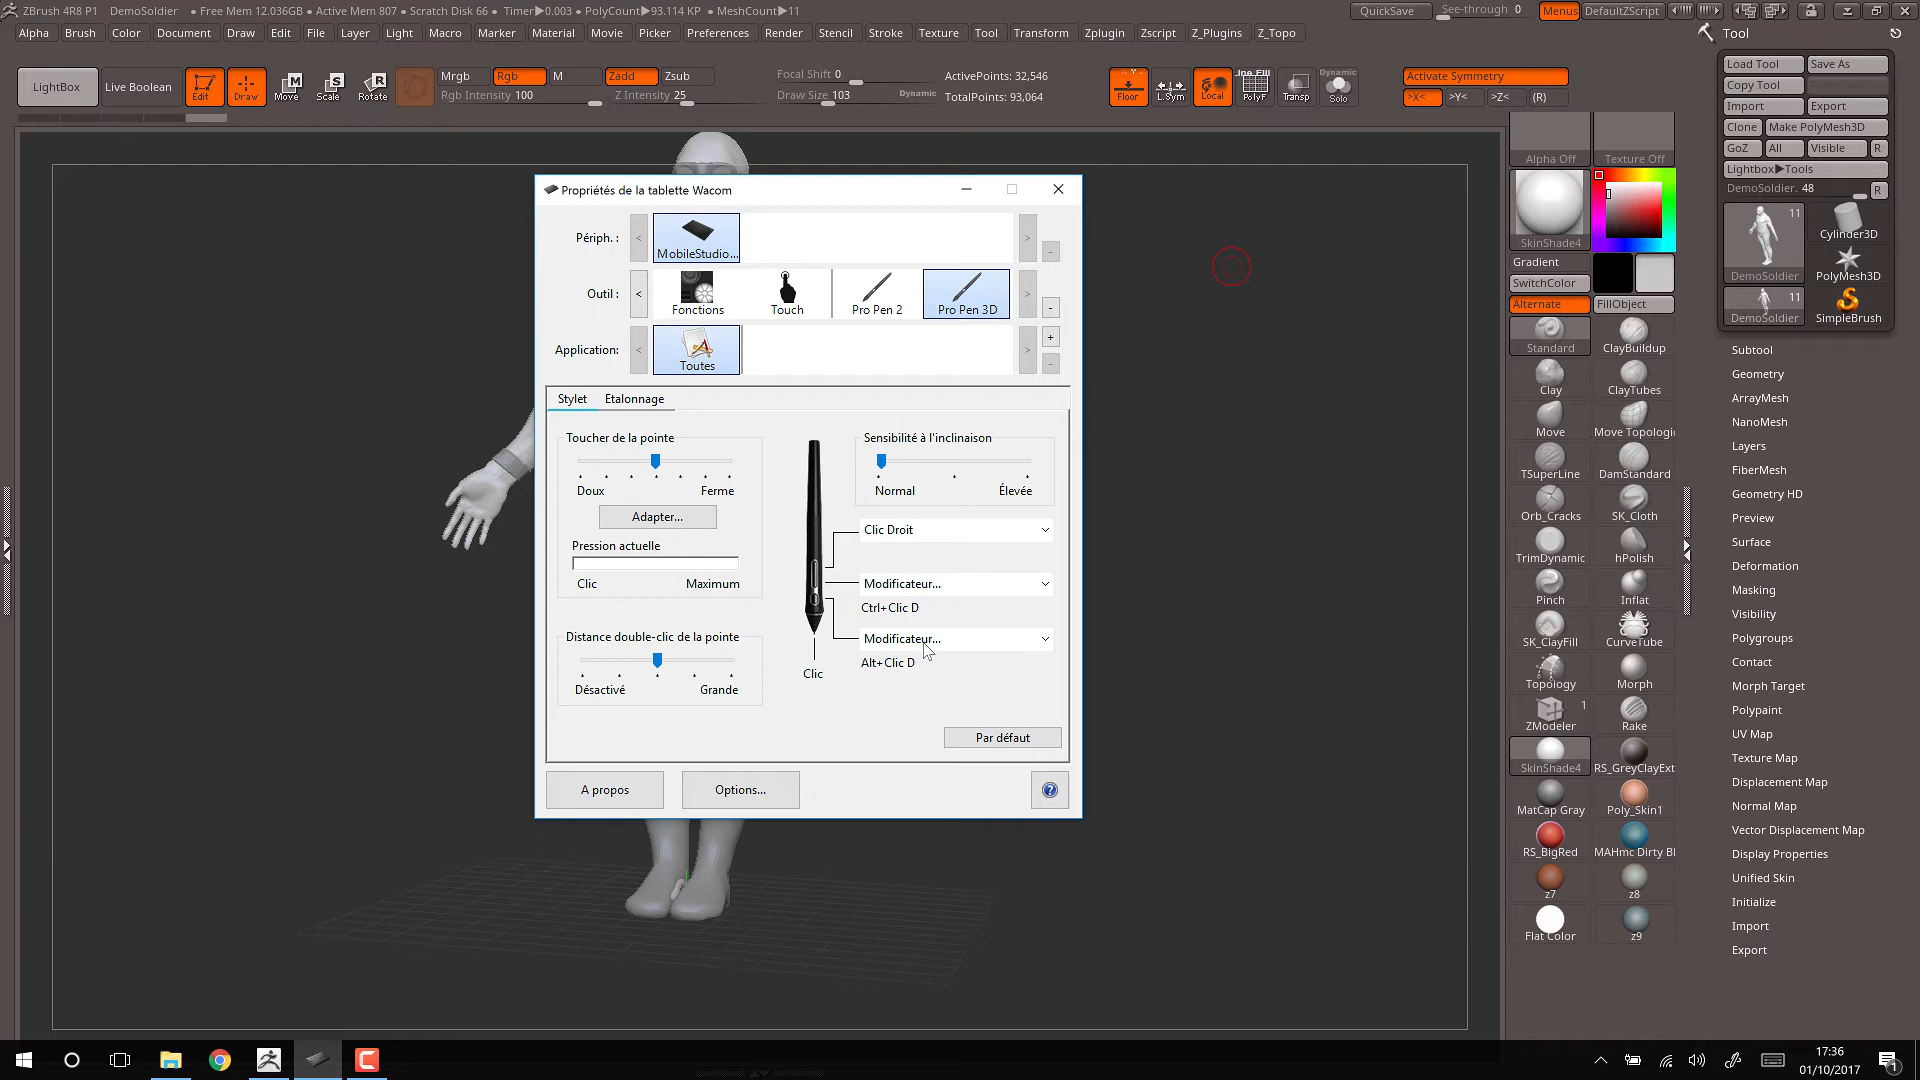 ZBrush 4R8 P1 DemoSoldier • Free Mem 12.036GB • Active Mem 807 • Scratch Disk 66 • Timer▶0.003 • PolyCount▶93.114 KP • MeshCount▶11 QuickSave See-through 0 Menus DefaultZScript
Alpha Brush Color Document Draw Edit File Layer Light Macro Marker Material Movie Picker Preferences Render Stencil Stroke Texture Tool Transform Zplugin Zscript Z_Plugins Z_Topo
LightBox Live Boolean Edit Draw Move Scale Rotate
Mrgb Rgb M Zadd Zsub
Rgb Intensity 100 Z Intensity 25
Focal Shift 0
Draw Size 103 Dynamic
ActivePoints: 32,546
TotalPoints: 93,064
Floor L.Sym Local PolyF Transp Dynamic Solo
Activate Symmetry
>X< >Y< >Z< (R)
Tool
Load Tool Save As
Copy Tool
Import Export
Clone Make PolyMesh3D
GoZ All Visible R
Lightbox▶Tools
DemoSoldier. 48 R
11
DemoSoldier
Cylinder3D
PolyMesh3D
11
DemoSoldier
SimpleBrush
Subtool
Geometry
ArrayMesh
NanoMesh
Layers
FiberMesh
Geometry HD
Preview
Surface
Deformation
Masking
Visibility
Polygroups
Contact
Morph Target
Polypaint
UV Map
Texture Map
Displacement Map
Normal Map
Vector Displacement Map
Display Properties
Unified Skin
Initialize
Import
Export
Alpha Off Texture Off
SkinShade4
Gradient
SwitchColor
Alternate FillObject
Standard ClayBuildup
Clay ClayTubes
Move Move Topologi
TSuperLine DamStandard
Orb_Cracks SK_Cloth
TrimDynamic hPolish
Pinch Inflat
SK_ClayFill CurveTube
Topology Morph
1
ZModeler Rake
SkinShade4 RS_GreyClayExt
MatCap Gray Poly_Skin1
RS_BigRed MAHmc Dirty Bl
z7 z8
Flat Color z9
Propriétés de la tablette Wacom
Périph. : < MobileStudio... > -
Outil : < Fonctions Touch Pro Pen 2 Pro Pen 3D > -
Application: < Toutes > + -
Stylet Etalonnage
Toucher de la pointe
Doux Ferme
Adapter...
Pression actuelle
Clic Maximum
Distance double-clic de la pointe
Désactivé Grande
Clic
Sensibilité à l'inclinaison
Normal Élevée
Clic Droit
Modificateur...
Ctrl+Clic D
Modificateur...
Alt+Clic D
Par défaut
A propos Options... ?
17:36
01/10/2017
1